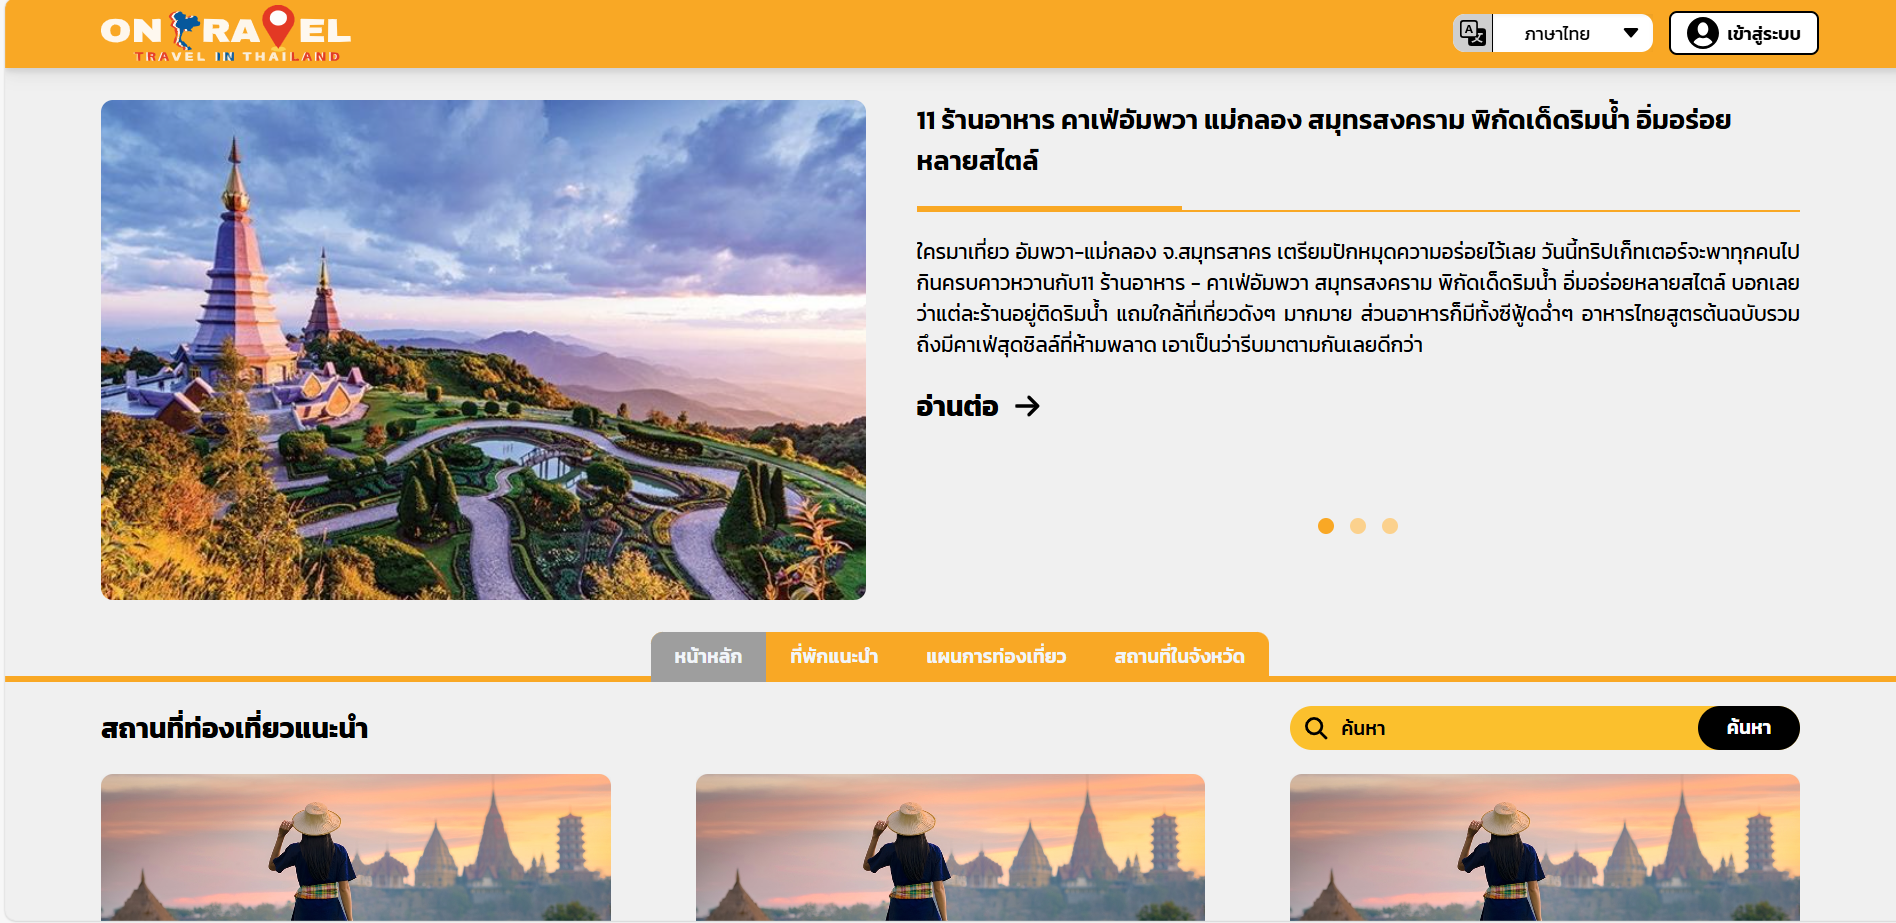 ON TRAVEL
TRAVEL IN THAILAND
ภาษาไทย
เข้าสู่ระบบ
11 ร้านอาหาร คาเฟ่อัมพวา แม่กลอง สมุทรสงคราม พิกัดเด็ดริมน้ำ อิ่มอร่อย
หลายสไตล์
ใครมาเที่ยว อัมพวา-แม่กลอง จ.สมุทรสาคร เตรียมปักหมุดความอร่อยไว้เลย วันนี้ทริปเก็ทเตอร์จะพาทุกคนไป
กินครบคาวหวานกับ11 ร้านอาหาร - คาเฟ่อัมพวา สมุทรสงคราม พิกัดเด็ดริมน้ำ อิ่มอร่อยหลายสไตล์ บอกเลย
ว่าแต่ละร้านอยู่ติดริมน้ำ แถมใกล้ที่เที่ยวดังๆ มากมาย ส่วนอาหารก็มีทั้งซีฟู้ดฉ่ำๆ อาหารไทยสูตรต้นฉบับรวม
ถึงมีคาเฟ่สุดชิลล์ที่ห้ามพลาด เอาเป็นว่ารีบมาตามกันเลยดีกว่า
อ่านต่อ
หน้าหลัก
ที่พักแนะนำ
แผนการท่องเที่ยว
สถานที่ในจังหวัด
สถานที่ท่องเที่ยวแนะนำ
ค้นหา
ค้นหา